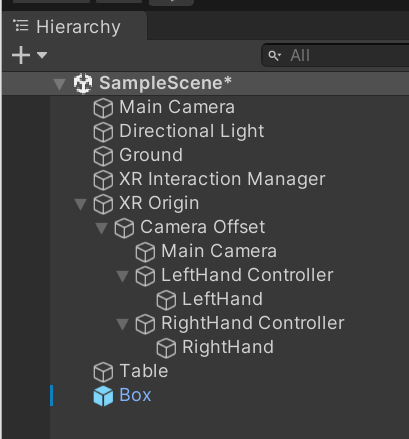 Hierarchy
All
SampleScene*
Main Camera
Directional Light
Ground
XR Interaction Manager
XR Origin
Camera Offset
Main Camera
LeftHand Controller
LeftHand
RightHand Controller
RightHand
Table
Box